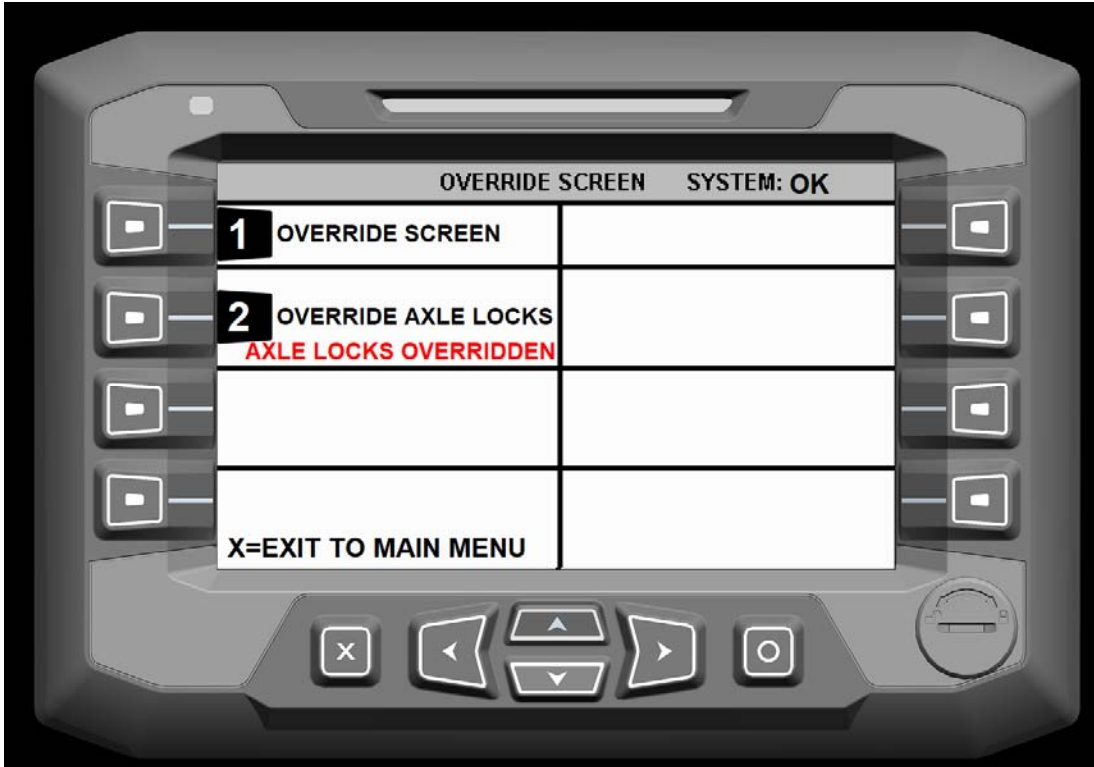 OVERRIDE SCREEN SYSTEM: OK
1 OVERRIDE SCREEN
2 OVERRIDE AXLE LOCKS
AXLE LOCKS OVERRIDDEN
X=EXIT TO MAIN MENU
X